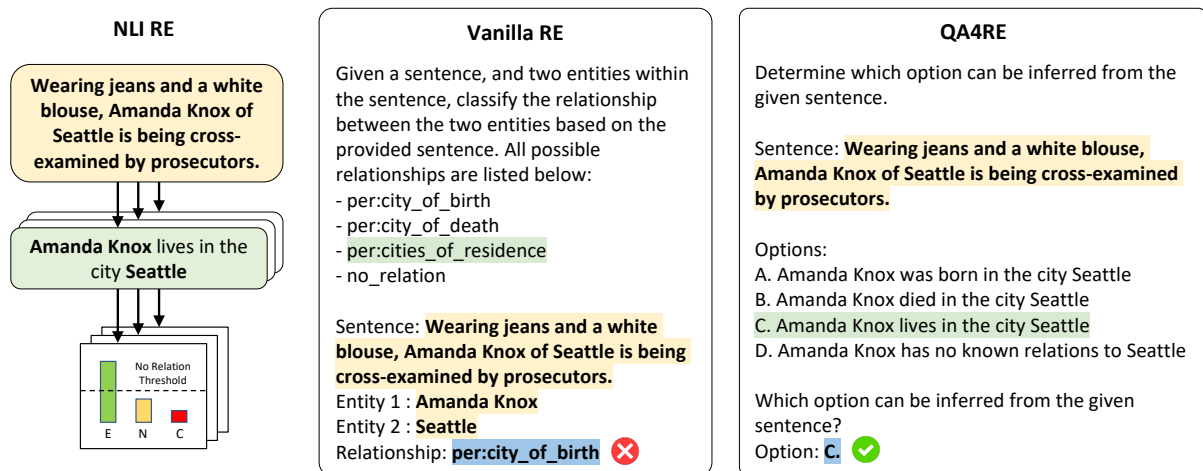 NLI RE
Wearing jeans and a white
blouse, Amanda Knox of
Seattle is being cross-
examined by prosecutors.
Amanda Knox lives in the
city Seattle
No Relation
Threshold
E N C
Vanilla RE
Given a sentence, and two entities within
the sentence, classify the relationship
between the two entities based on the
provided sentence. All possible
relationships are listed below:
- per:city_of_birth
- per:city_of_death
- per:cities_of_residence
- no_relation
Sentence: Wearing jeans and a white
blouse, Amanda Knox of Seattle is being
cross-examined by prosecutors.
Entity 1 : Amanda Knox
Entity 2 : Seattle
Relationship: per:city_of_birth
QA4RE
Determine which option can be inferred from the
given sentence.
Sentence: Wearing jeans and a white blouse,
Amanda Knox of Seattle is being cross-examined
by prosecutors.
Options:
A. Amanda Knox was born in the city Seattle
B. Amanda Knox died in the city Seattle
C. Amanda Knox lives in the city Seattle
D. Amanda Knox has no known relations to Seattle
Which option can be inferred from the given
sentence?
Option: C.